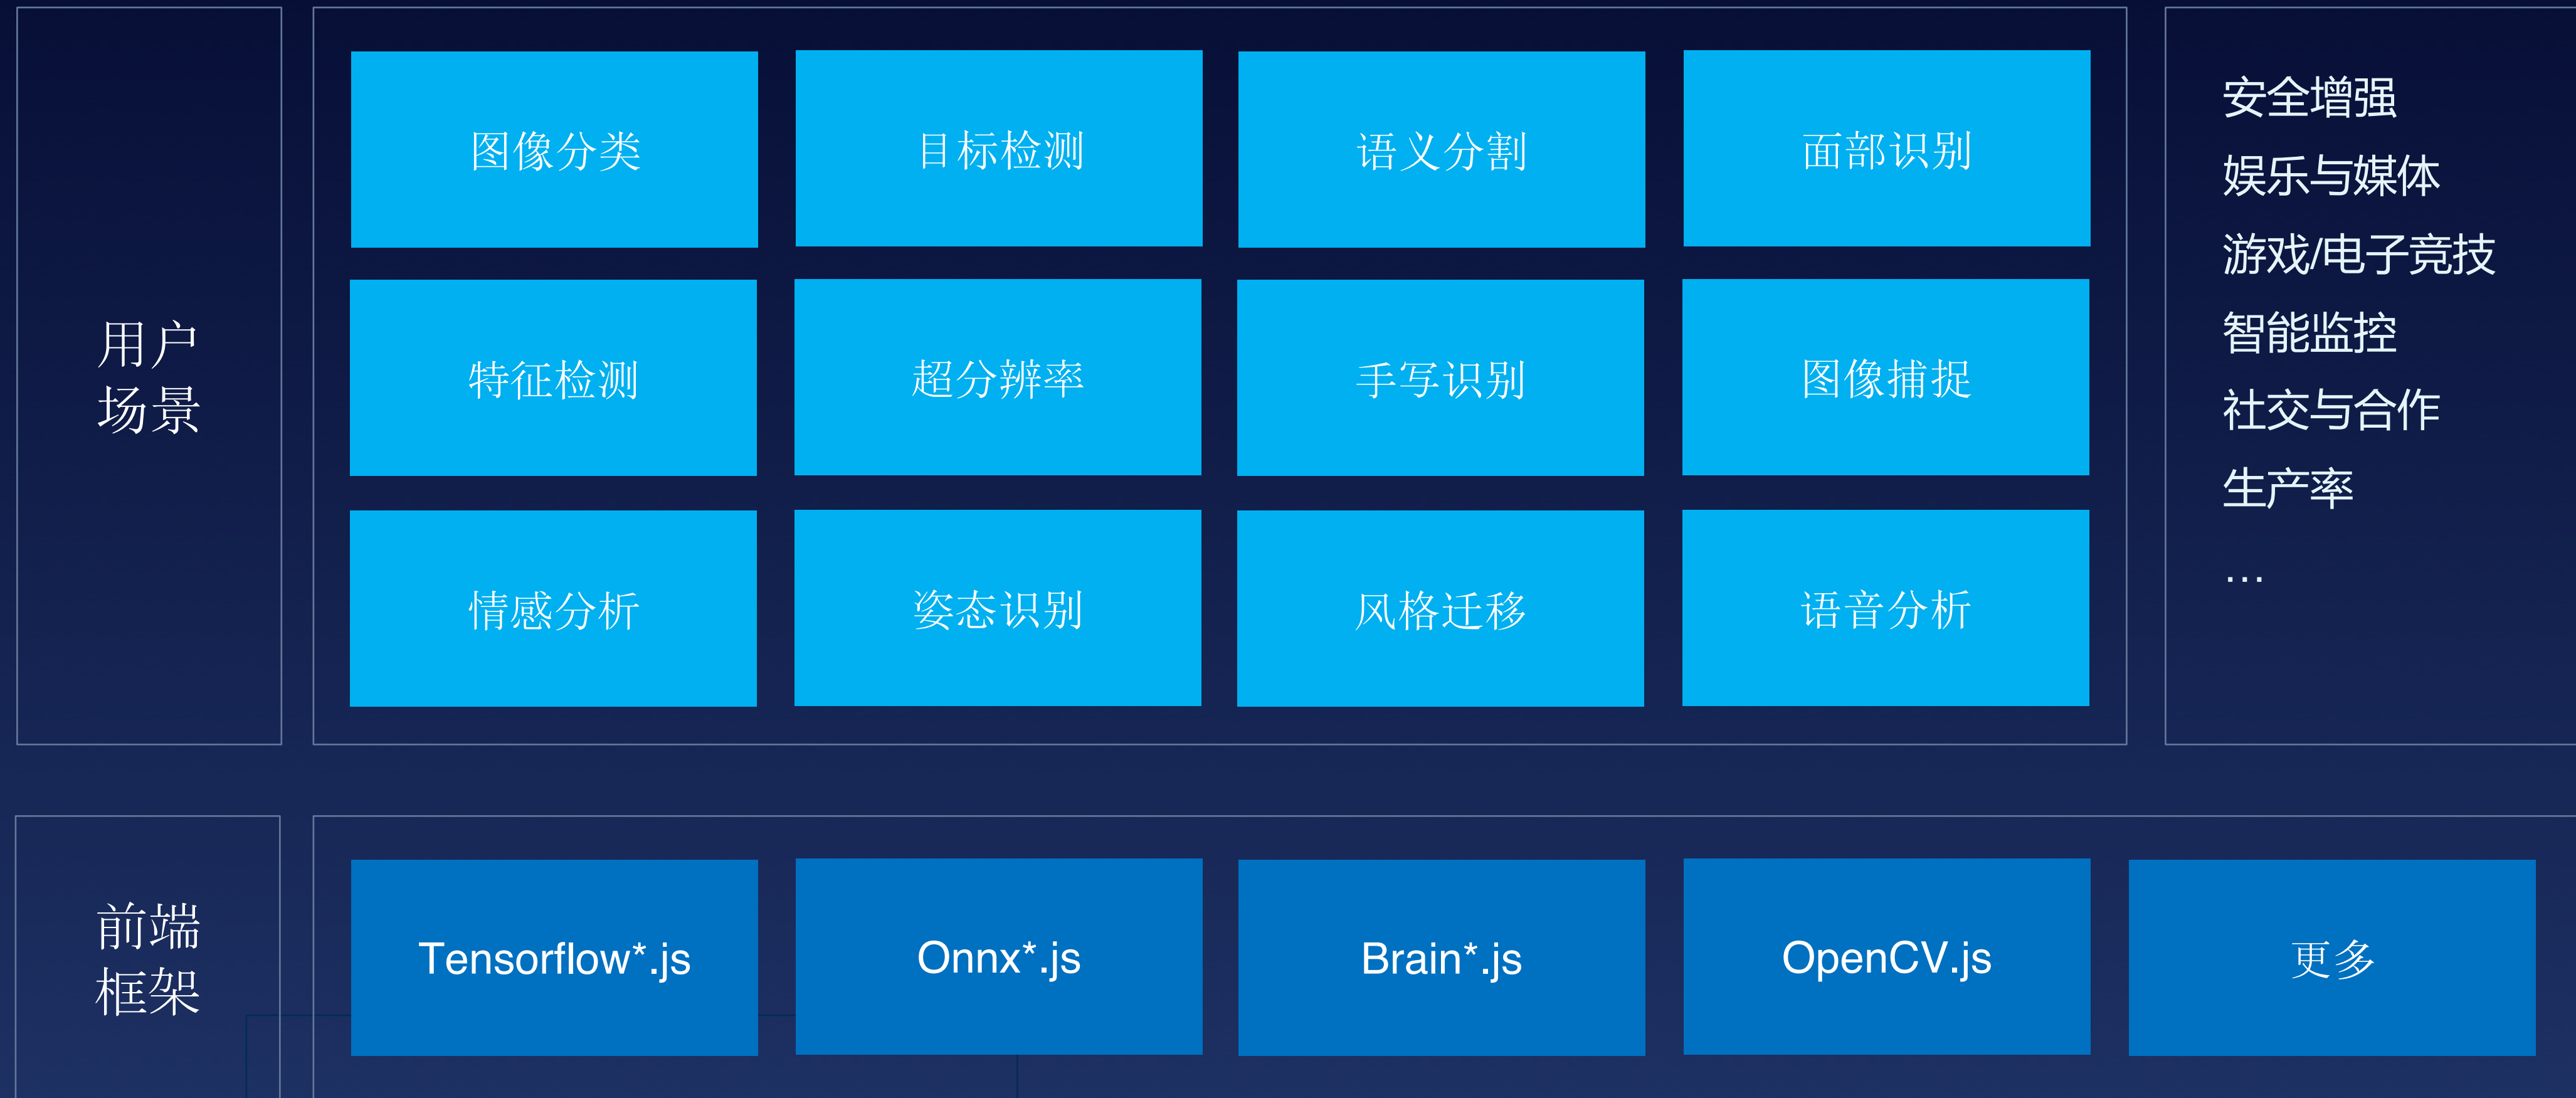 用户
场景
图像分类
目标检测
语义分割
面部识别
特征检测
超分辨率
手写识别
图像捕捉
情感分析
姿态识别
风格迁移
语音分析
安全增强
娱乐与媒体
游戏/电子竞技
智能监控
社交与合作
生产率
…
前端
框架
Tensorflow*.js
Onnx*.js
Brain*.js
OpenCV.js
更多